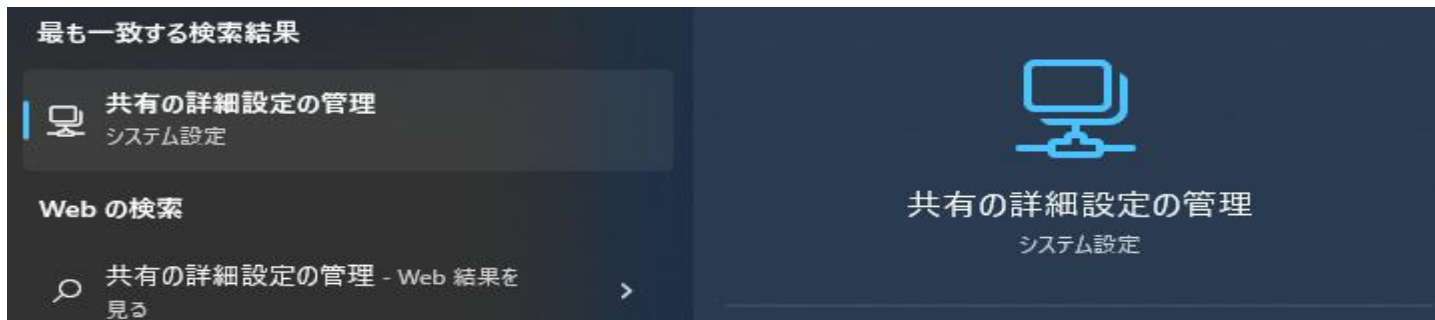 最も一致する検索結果
共有の詳細設定の管理
システム設定
Web の検索
共有の詳細設定の管理 - Web 結果を
見る
共有の詳細設定の管理
システム設定